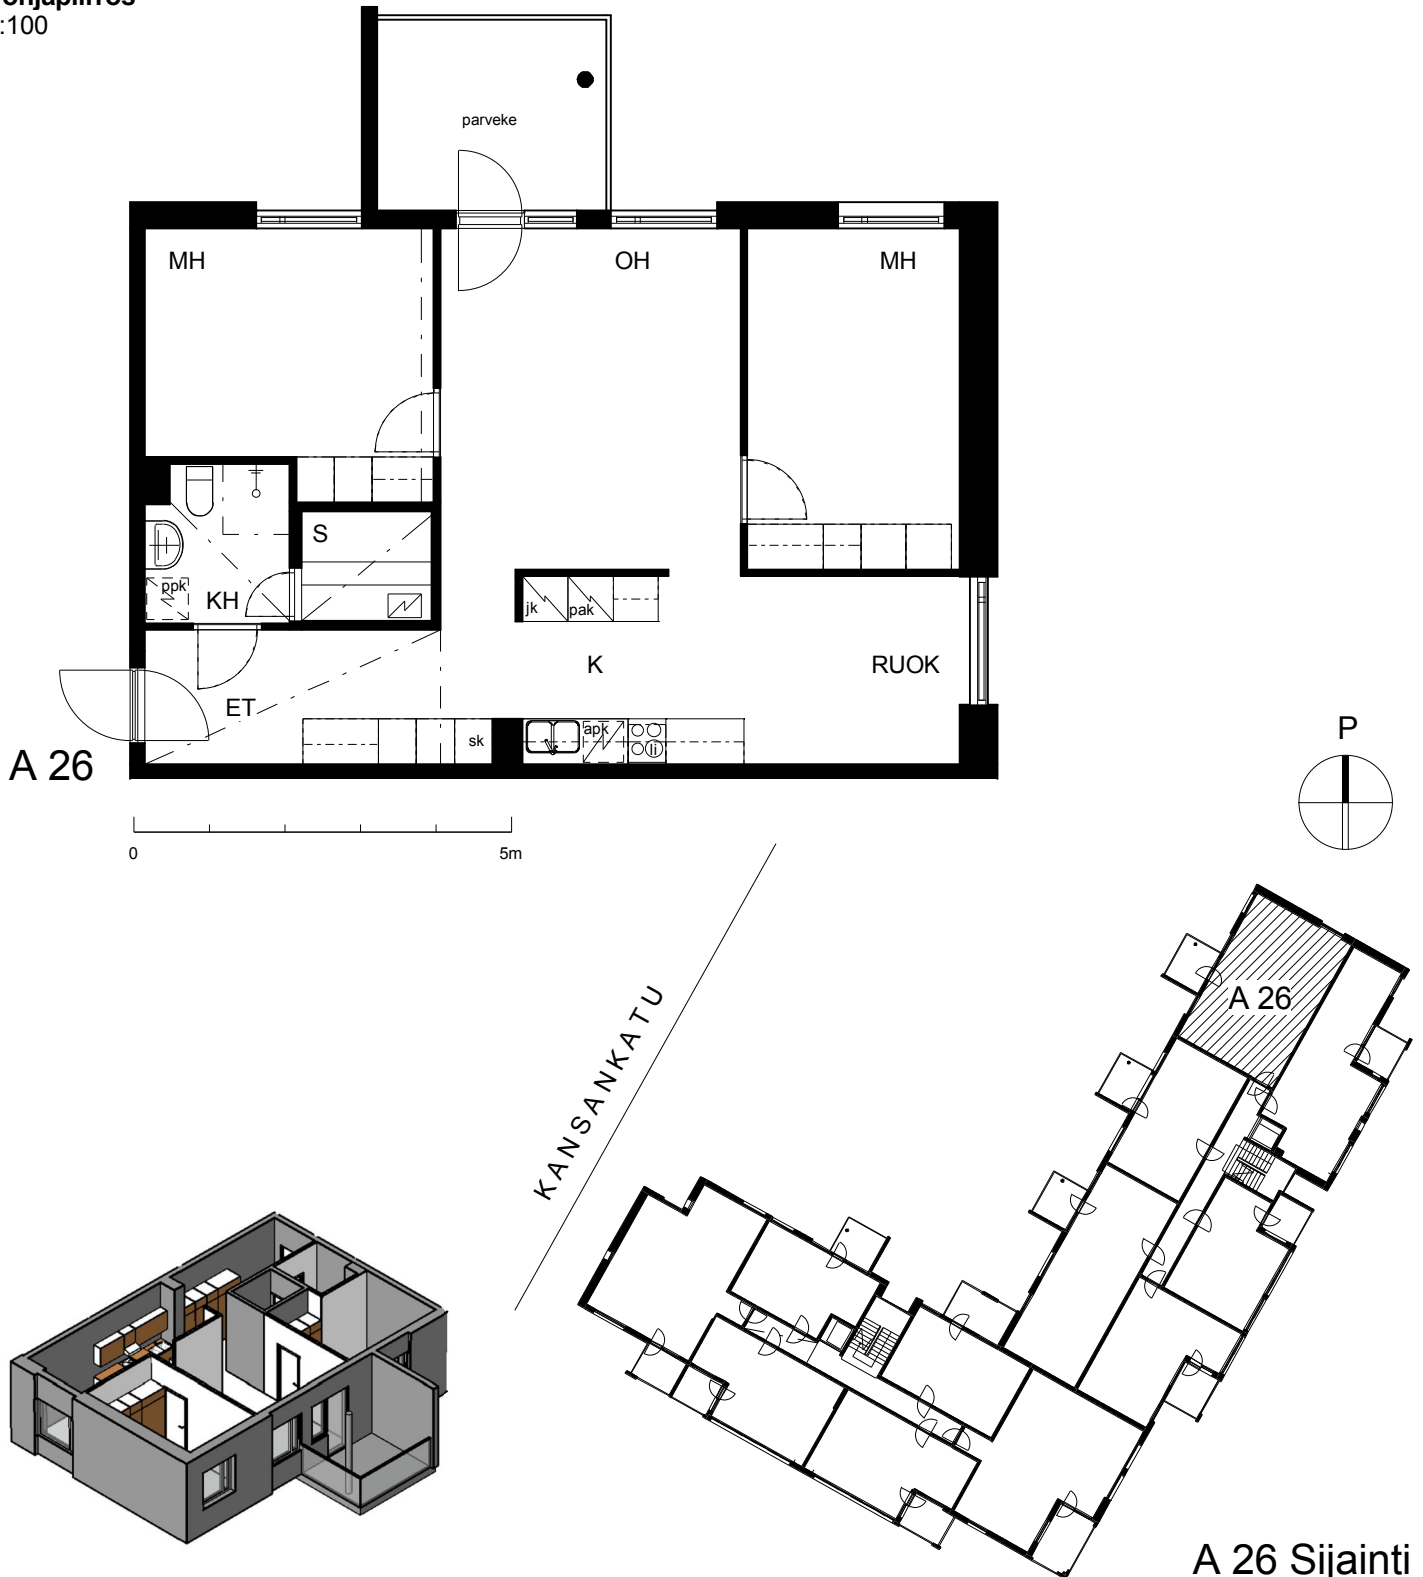 :100
parveke
MH
OH
MH
S
ppk
KH
jk
pak
K
RUOK
ET
sk
apk
li
A 26
P
0
5m
KANSANKATU
A 26
A 26 Sijainti